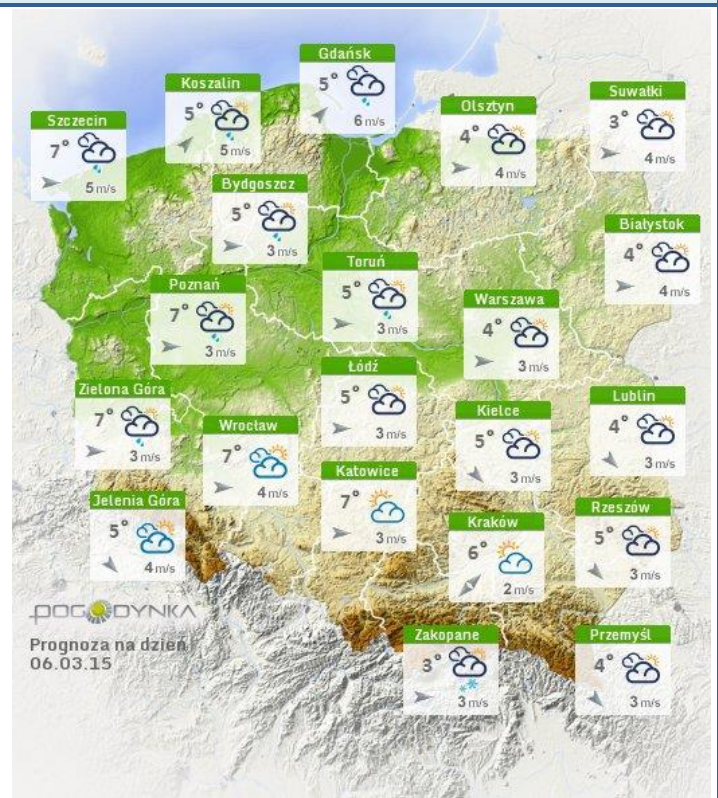 Gdańsk
5°
6 m/s
Koszalin
5°
5 m/s
Suwałki
3°
4 m/s
Olsztyn
4°
4 m/s
Szczecin
7°
5 m/s
Bydgoszcz
5°
3 m/s
Białystok
4°
4 m/s
Toruń
5°
3 m/s
Poznań
7°
3 m/s
Warszawa
4°
3 m/s
Łódź
5°
3 m/s
Zielona Góra
7°
3 m/s
Lublin
4°
3 m/s
Kielce
5°
3 m/s
Wrocław
7°
4 m/s
Katowice
7°
3 m/s
Jelenia Góra
5°
4 m/s
Rzeszów
5°
3 m/s
Kraków
6°
2 m/s
POGODYNKA
Prognoza na dzień
06.03.15
Zakopane
3°
3 m/s
Przemyśl
4°
3 m/s